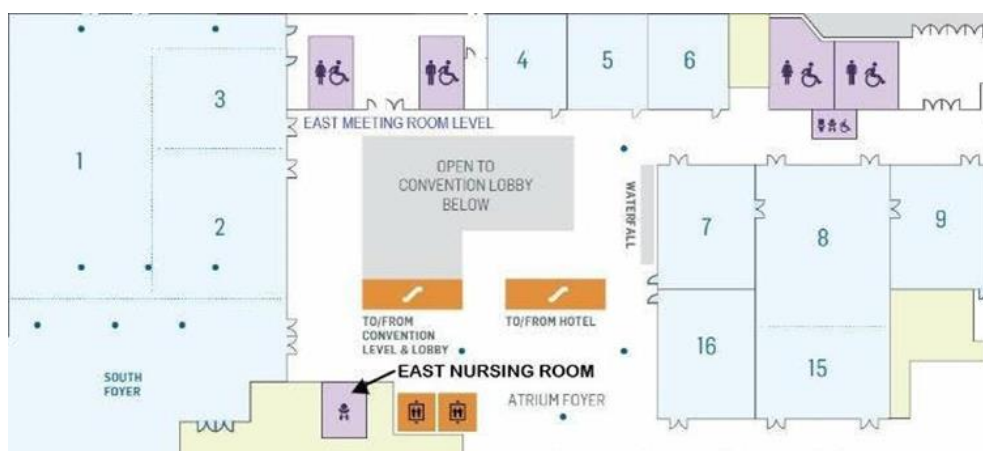 4
5
6
3
EAST MEETING ROOM LEVEL
1
OPEN TO
CONVENTION LOBBY
BELOW
WATERFALL
2
7
8
9
TO/FROM
CONVENTION
LEVEL & LOBBY
TO/FROM HOTEL
16
15
SOUTH
FOYER
EAST NURSING ROOM
ATRIUM FOYER